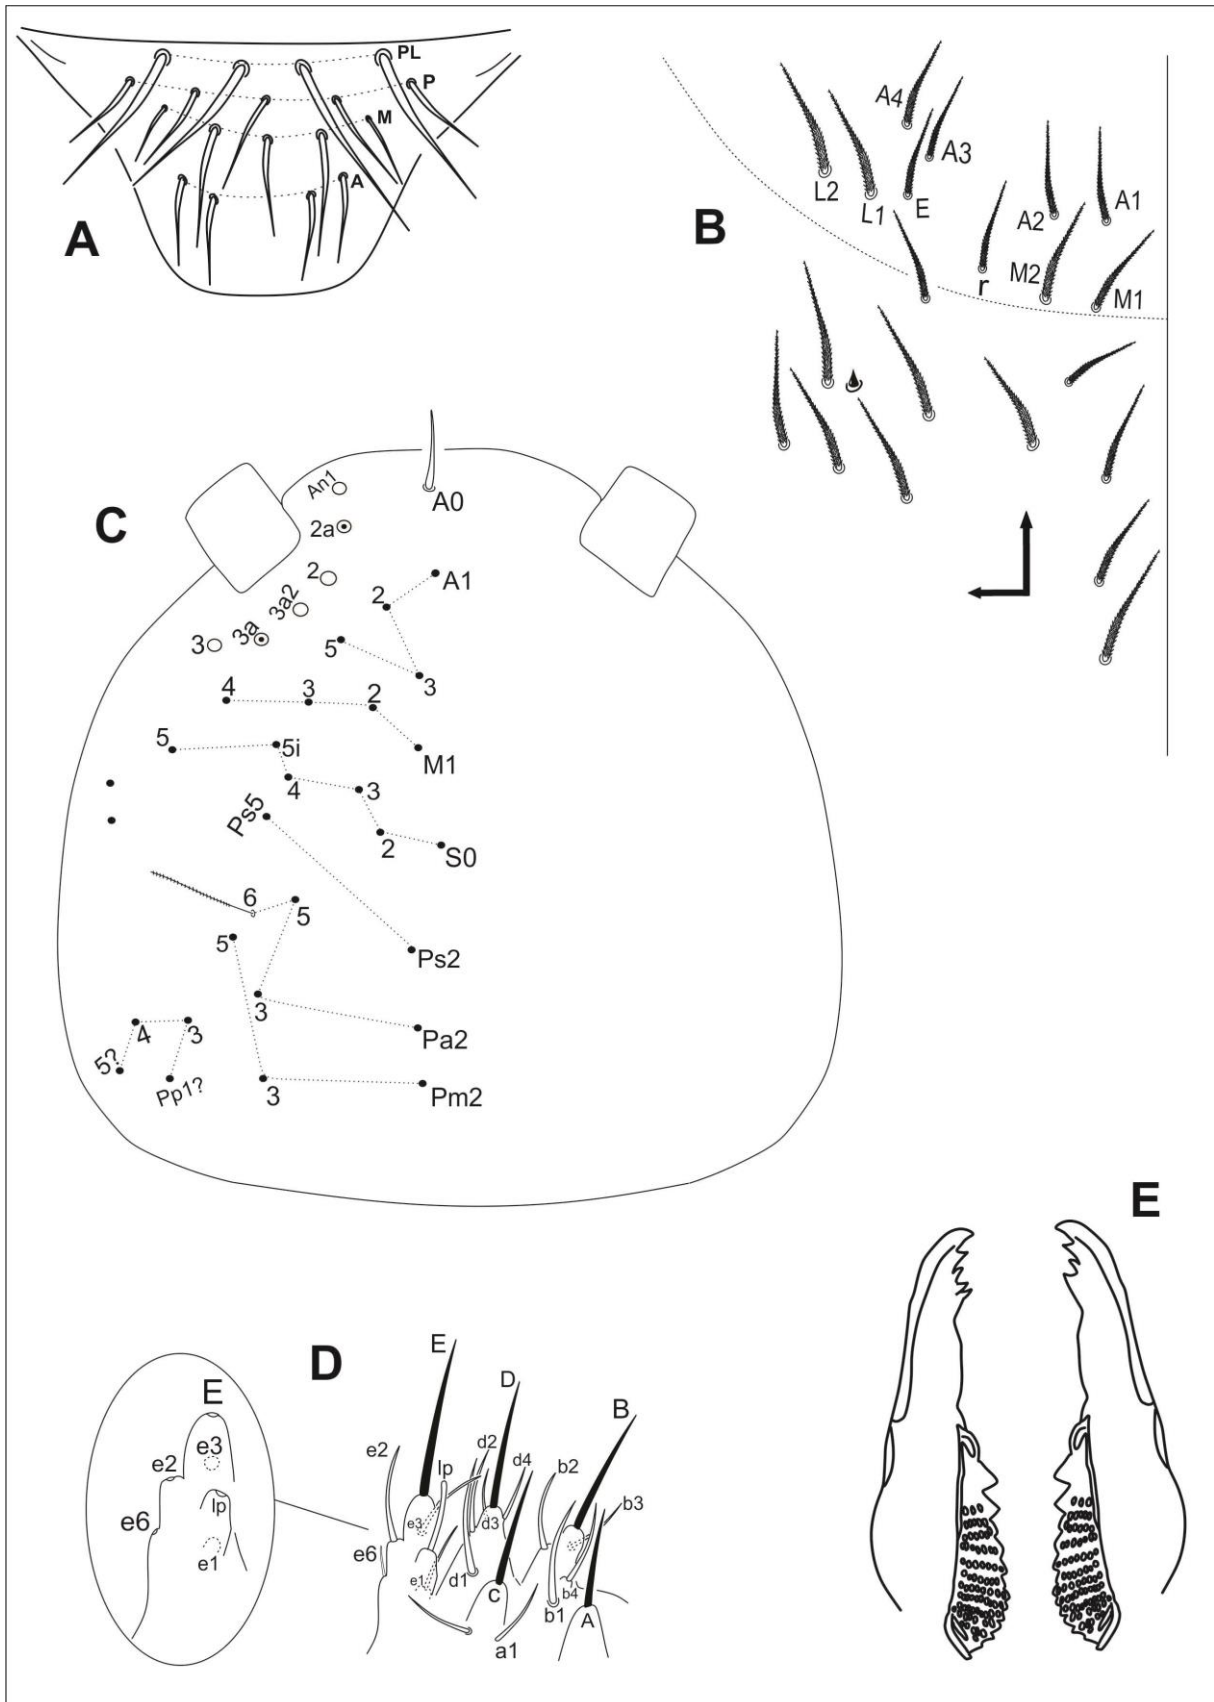 PL
P
M
A
A
A4
A3
L2
L1
E
A2
A1
B
r
M2
M1
An1
A0
C
2a
2
A1
2
3a2
3
3a
5
3
4
3
2
5
5i
M1
4
3
Ps5
2
S0
6
5
5
Ps2
3
Pa2
4
3
5?
Pp1?
3
Pm2
E
D
E
D
B
E
e3
e2
lp
e6
e1
e2
lp
d2
d4
b2
b3
e3
d3
e6
e1
d1
C
b4
b1
A
a1